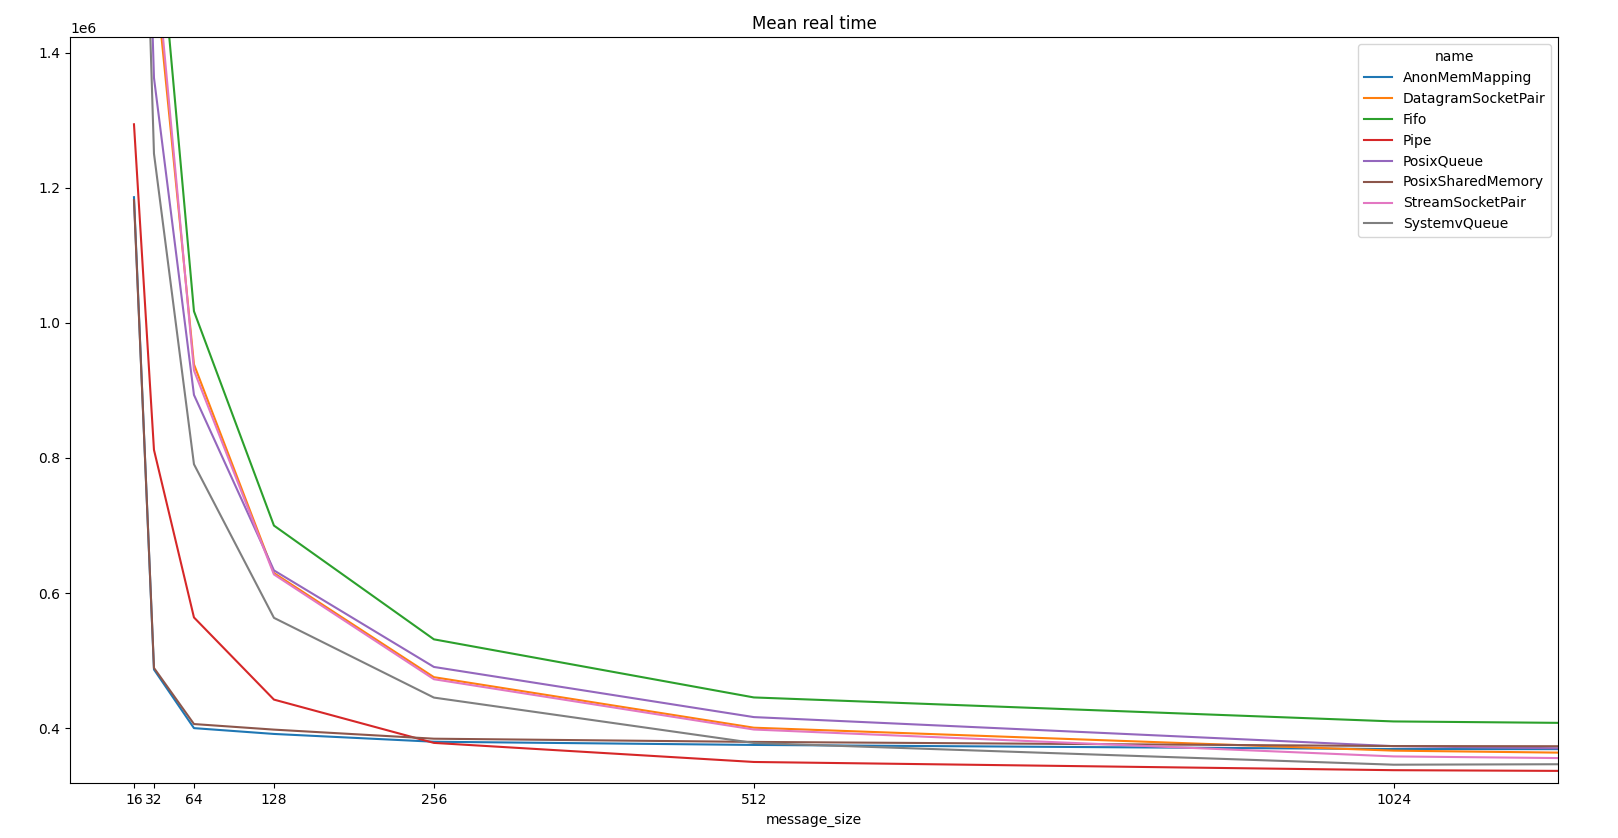 Mean real time
1e6
1.4
1.2
1.0
0.8
0.6
0.4
name
AnonMemMapping
DatagramSocketPair
Fifo
Pipe
PosixQueue
PosixSharedMemory
StreamSocketPair
SystemvQueue
16 32 64 128 256 512 1024
message_size